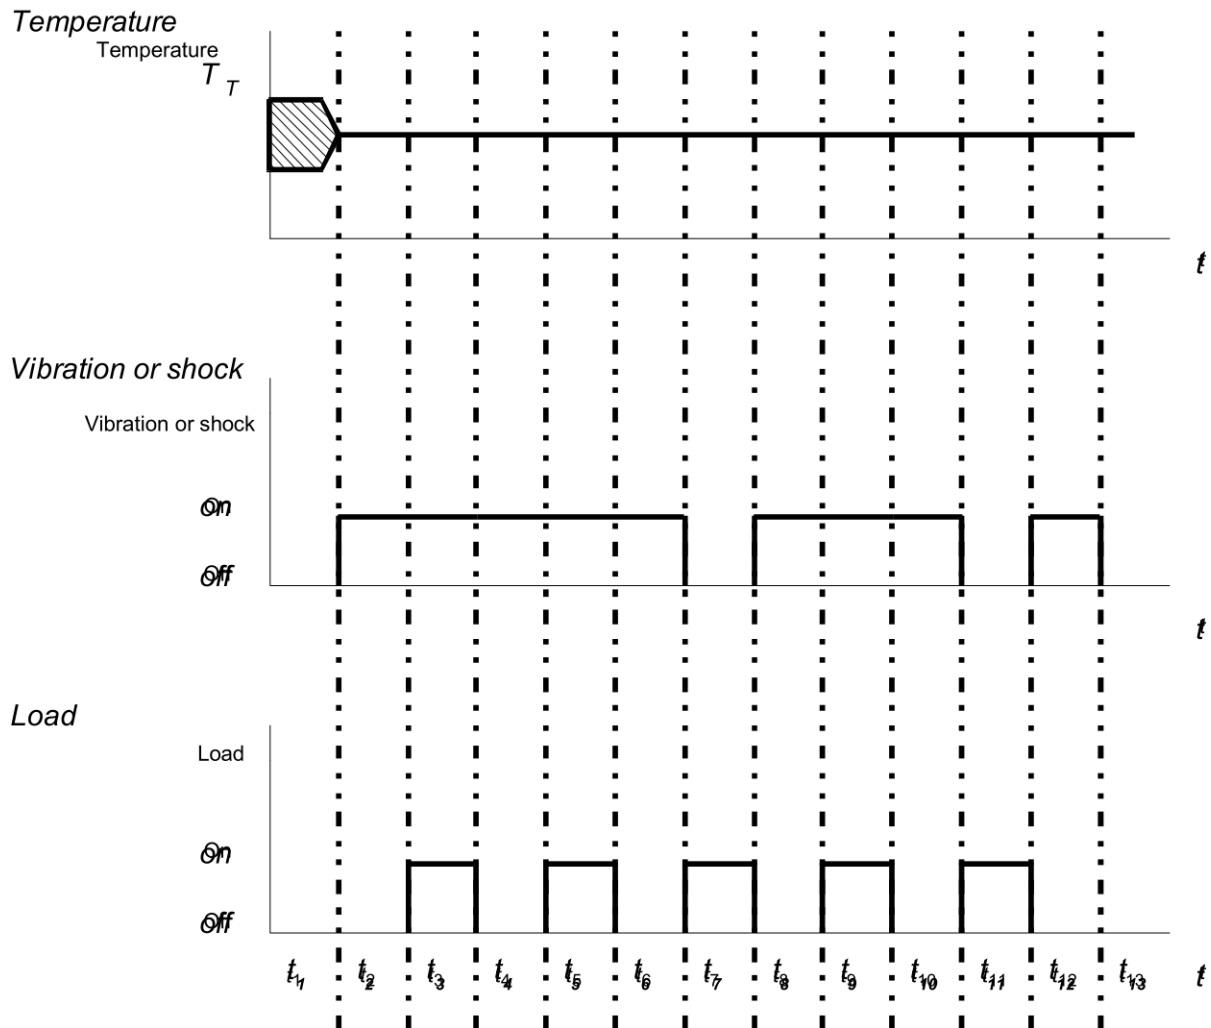 Temperature
Temperature
T T
t
Vibration or shock
Vibration or shock
on
off
t
Load
Load
on
off
t1 t2 t3 t4 t5 t6 t7 t8 t9 t10 t11 t12 t13 t